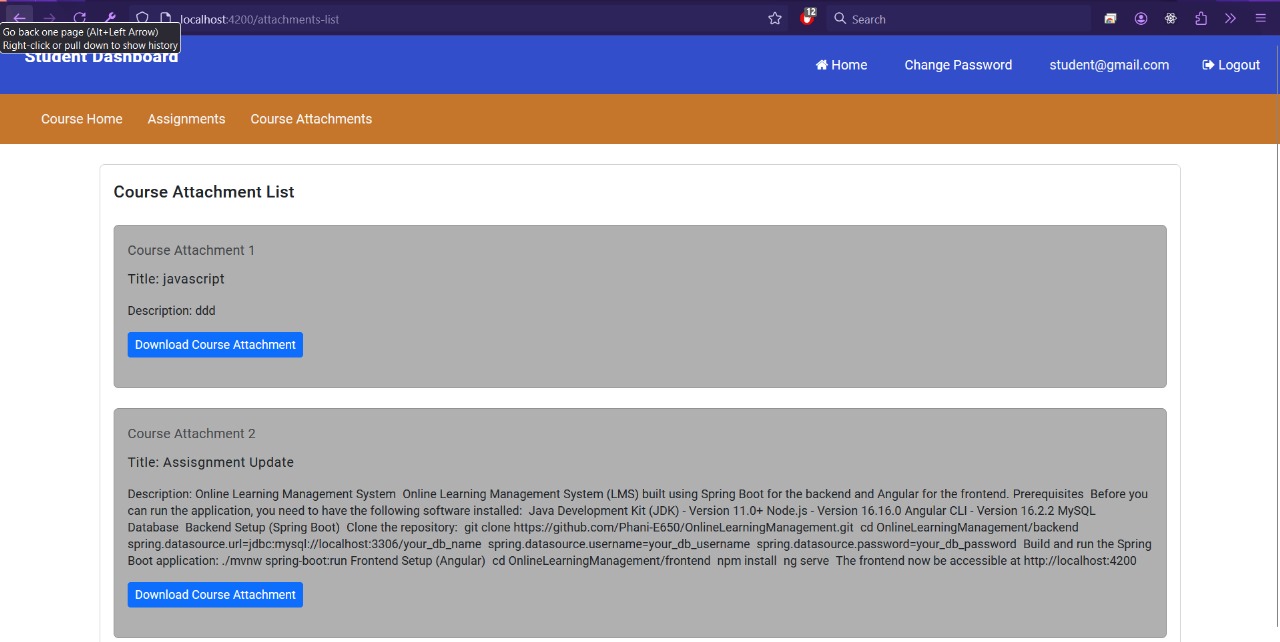 localhost:4200/attachments-list
12
Search
Go back one page (Alt+Left Arrow)
Right-click or pull down to show history
Student Dashboard
Home
Change Password
student@gmail.com
Logout
Course Home
Assignments
Course Attachments
Course Attachment List
Course Attachment 1
Title: javascript
Description: ddd
Download Course Attachment
Course Attachment 2
Title: Assisgnment Update
Description: Online Learning Management System  Online Learning Management System (LMS) built using Spring Boot for the backend and Angular for the frontend. Prerequisites  Before you
can run the application, you need to have the following software installed:  Java Development Kit (JDK) - Version 11.0+ Node.js - Version 16.16.0 Angular CLI - Version 16.2.2 MySQL
Database  Backend Setup (Spring Boot)  Clone the repository:  git clone https://github.com/Phani-E650/OnlineLearningManagement.git  cd OnlineLearningManagement/backend
spring.datasource.url=jdbc:mysql://localhost:3306/your_db_name  spring.datasource.username=your_db_username  spring.datasource.password=your_db_password  Build and run the Spring
Boot application: ./mvnw spring-boot:run Frontend Setup (Angular)  cd OnlineLearningManagement/frontend  npm install  ng serve  The frontend now be accessible at http://localhost:4200
Download Course Attachment